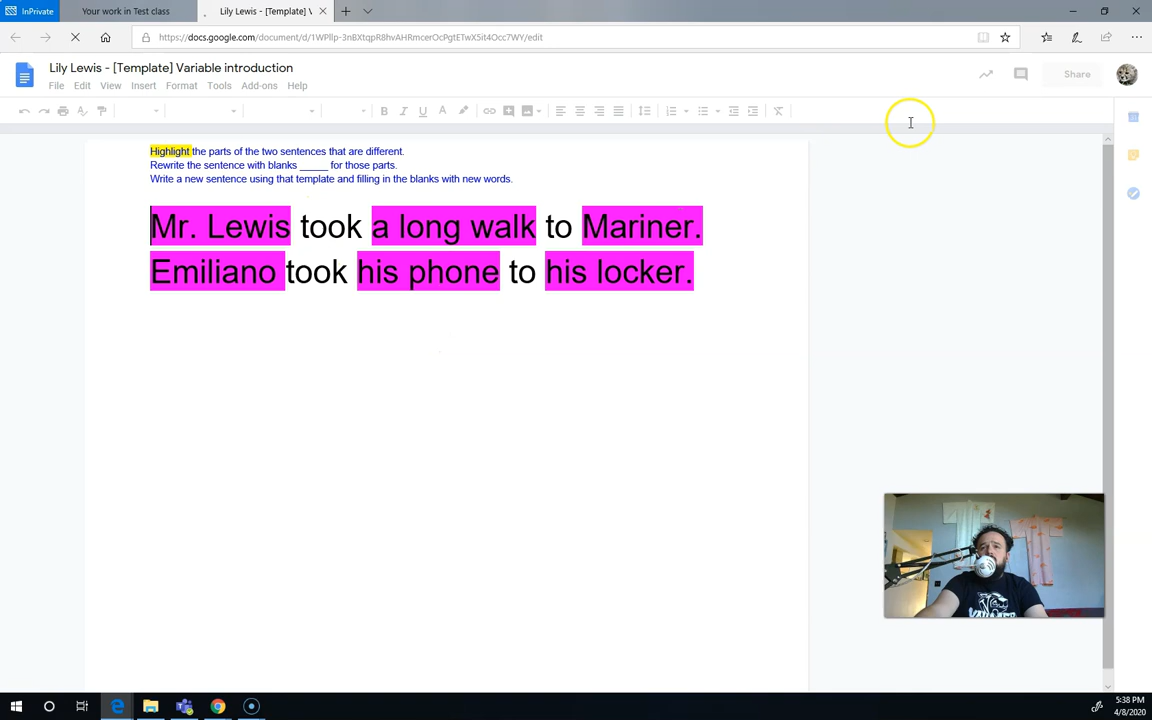 InPrivate
Your work in Test class
Lily Lewis - [Template] V
https://docs.google.com/document/d/1WPllp-3nBXtqpR8hvAHRmcerOcPgtETwX5it4Occ7WY/edit
Lily Lewis - [Template] Variable introduction
File Edit View Insert Format Tools Add-ons Help
Share
B I U A
Highlight the parts of the two sentences that are different.
Rewrite the sentence with blanks _____ for those parts.
Write a new sentence using that template and filling in the blanks with new words.
Mr. Lewis took a long walk to Mariner.
Emiliano took his phone to his locker.
5:38 PM
4/8/2020